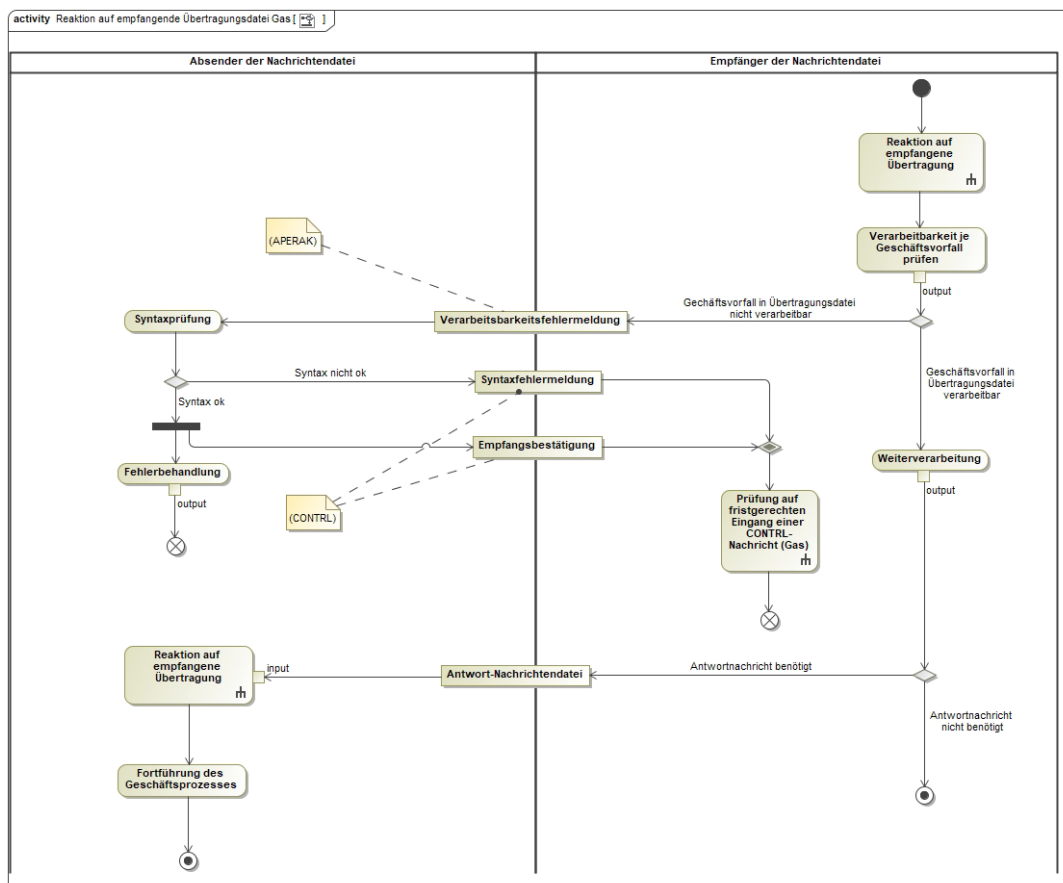 activity Reaktion auf empfangende Übertragungsdatei Gas [ ]
Absender der Nachrichtendatei
Empfänger der Nachrichtendatei
Reaktion auf
empfangene
Übertragung
(APERAK)
Verarbeitbarkeit je
Geschäftsvorfall
prüfen
output
Gechäftsvorfall in Übertragungsdatei
nicht verarbeitbar
Syntaxprüfung
Verarbeitsbarkeitsfehlermeldung
Syntax nicht ok
Syntaxfehlermeldung
Geschäftsvorfall in
Übertragungsdatei
verarbeitbar
Syntax ok
Empfangsbestätigung
Weiterverarbeitung
output
Fehlerbehandlung
output
(CONTRL)
Prüfung auf
fristgerechten
Eingang einer
CONTRL-
Nachricht (Gas)
Reaktion auf
empfangene
Übertragung
input
Antwort-Nachrichtendatei
Antwortnachricht benötigt
Antwortnachricht
nicht benötigt
Fortführung des
Geschäftsprozesses